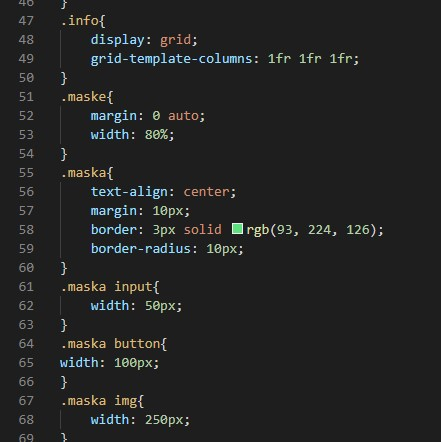 46 }
47 .info{
48     display: grid;
49     grid-template-columns: 1fr 1fr 1fr;
50 }
51 .maske{
52     margin: 0 auto;
53     width: 80%;
54 }
55 .maska{
56     text-align: center;
57     margin: 10px;
58     border: 3px solid rgb(93, 224, 126);
59     border-radius: 10px;
60 }
61 .maska input{
62     width: 50px;
63 }
64 .maska button{
65 width: 100px;
66 }
67 .maska img{
68     width: 250px;
69 }